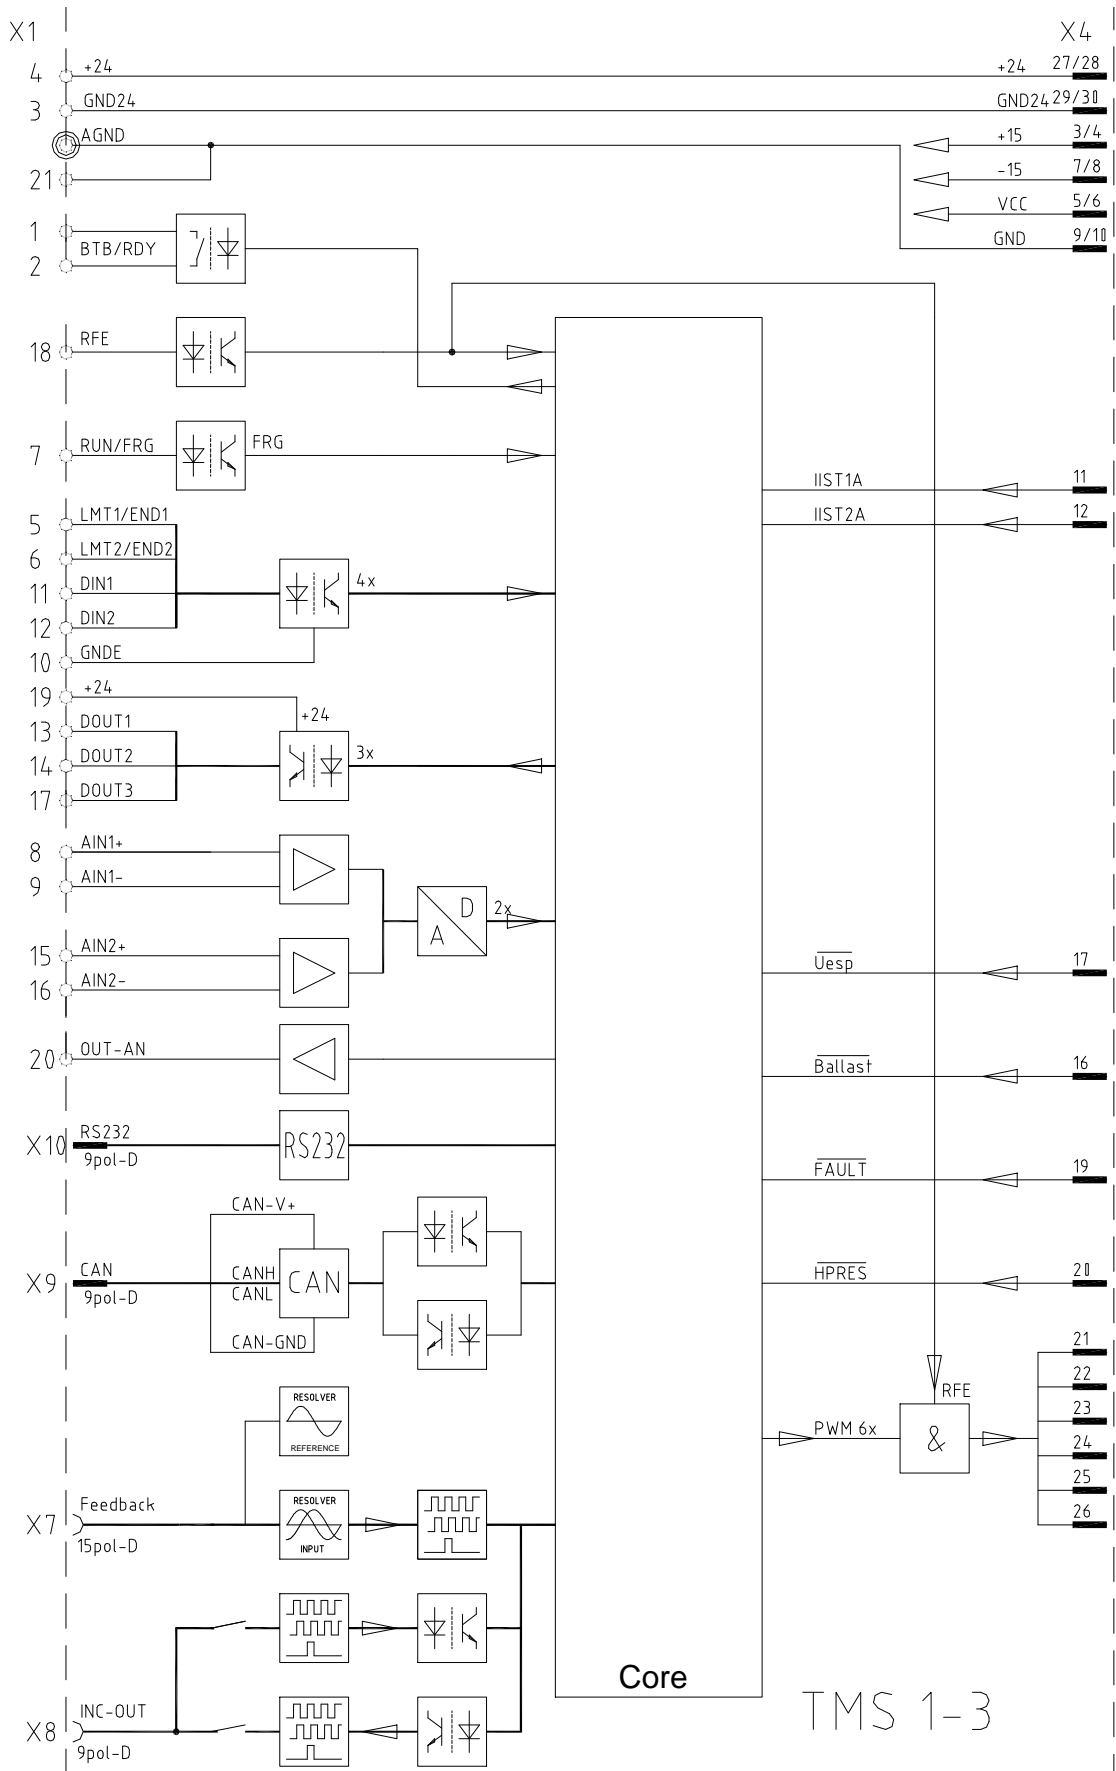 X1
X4
4 +24 +24 27/28
3 GND24 GND24 29/30
AGND +15 3/4
21 -15 7/8
VCC 5/6
1
BTB/RDY GND 9/10
2
18 RFE
7 RUN/FRG FRG
IIST1A 11
5 LMT1/END1 IIST2A 12
6 LMT2/END2
11 DIN1 4x
12 DIN2
10 GNDE
19 +24
+24
13 DOUT1
14 DOUT2 3x
17 DOUT3
8 AIN1+
9 AIN1-
D 2x
A
15 AIN2+
16 AIN2-
Uesp 17
20 OUT-AN
Ballast 16
X10 RS232 RS232
9pol-D
FAULT 19
CAN-V+
X9 CAN CANH CAN
9pol-D CANL
HPRES 20
CAN-GND
21
22
RFE
23
24
25
26
PWM 6x &
RESOLVER
REFERENCE
X7 Feedback RESOLVER
15pol-D INPUT
Core
X8 INC-OUT
9pol-D
TMS 1-3